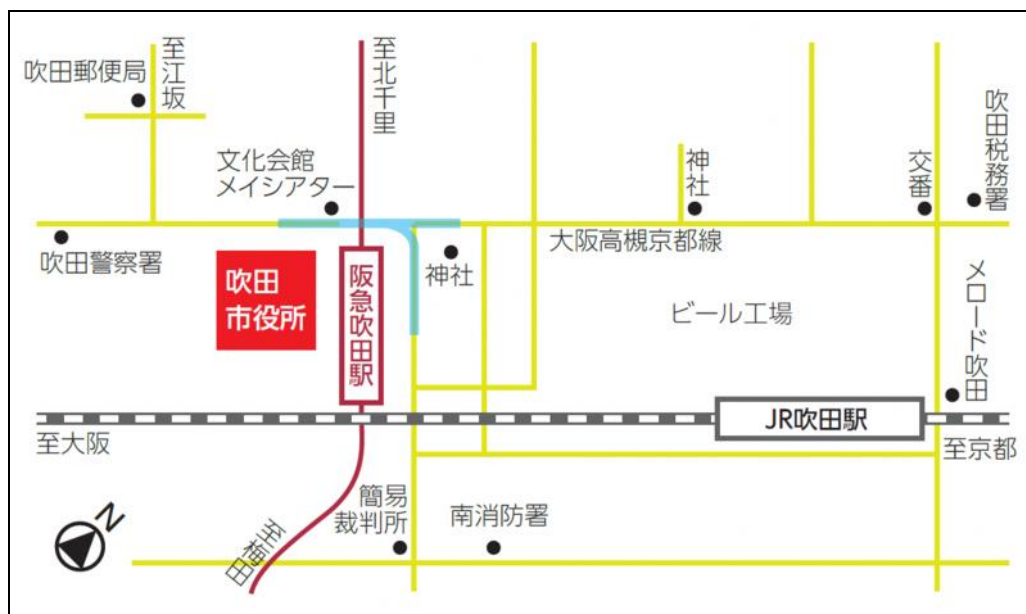 至江坂
吹田郵便局
至北千里
文化会館
メイシアター
神社
交番
吹田税務署
吹田警察署
大阪高槻京都線
吹田
市役所
阪急吹田駅
神社
ビール工場
メロード吹田
JR吹田駅
至大阪
至京都
簡易
裁判所
南消防署
至梅田
N